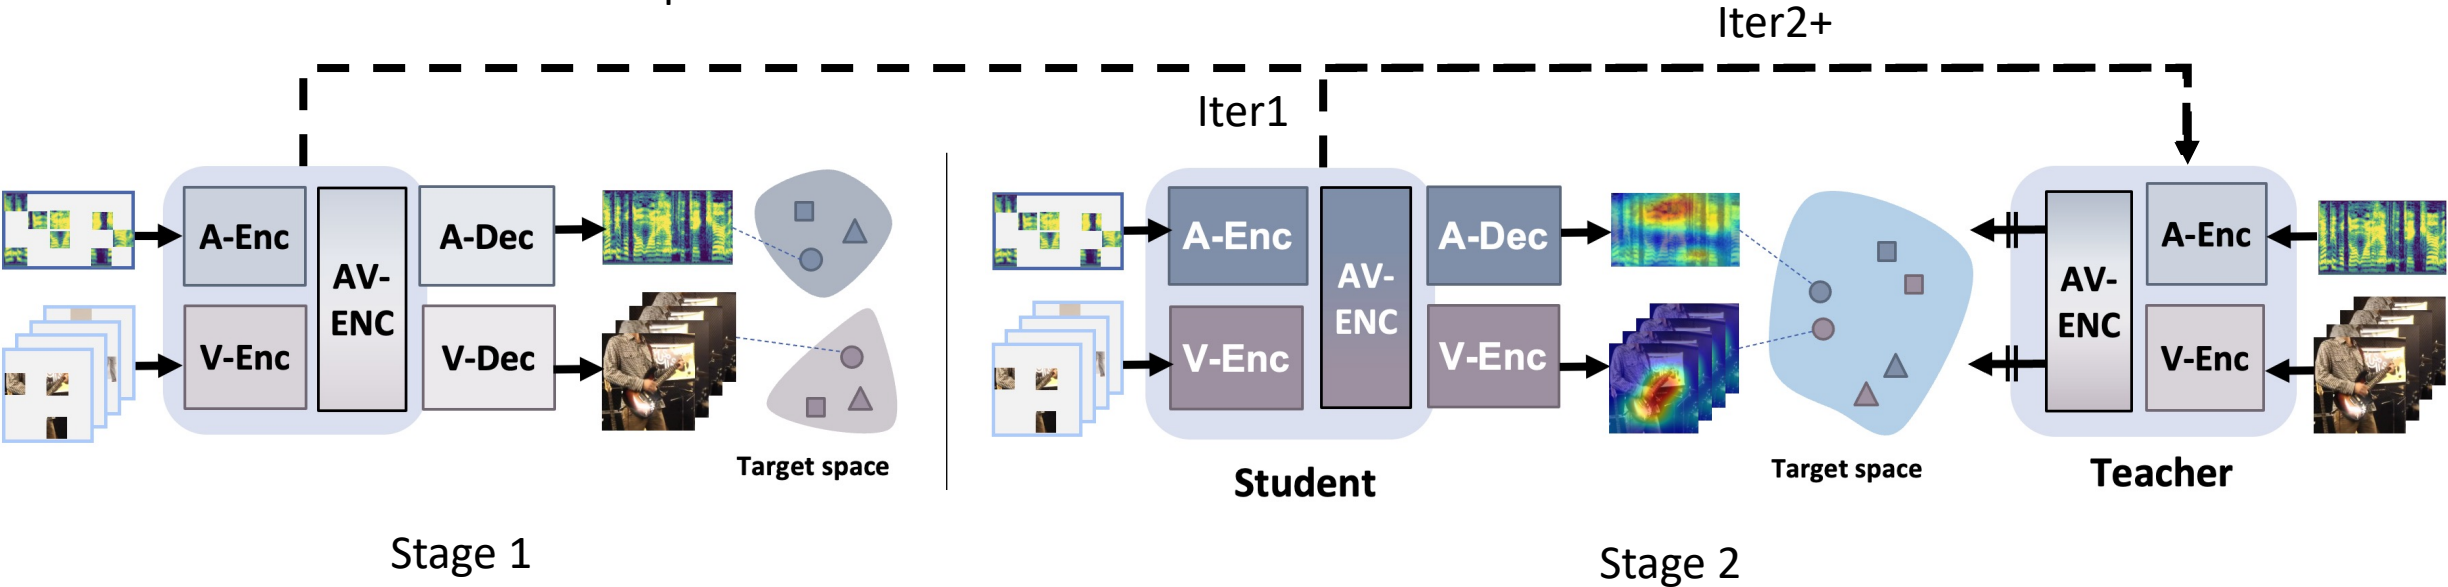 Iter2+
Iter1
A-Enc
V-Enc
AV-
ENC
A-Dec
V-Dec
Target space
Stage 1
A-Enc
V-Enc
AV-
ENC
A-Dec
V-Enc
Student
Target space
AV-
ENC
A-Enc
V-Enc
Teacher
Stage 2